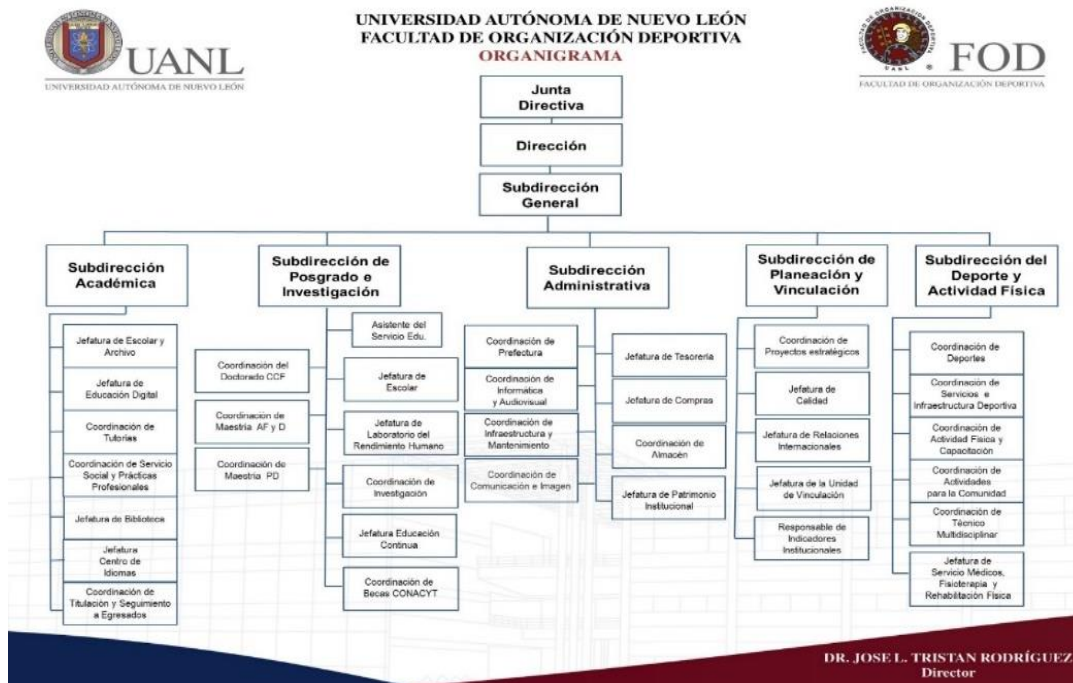 UANL
UNIVERSIDAD AUTÓNOMA DE NUEVO LEÓN
UNIVERSIDAD AUTÓNOMA DE NUEVO LEÓN
FACULTAD DE ORGANIZACIÓN DEPORTIVA
ORGANIGRAMA
FOD
FACULTAD DE ORGANIZACIÓN DEPORTIVA
Junta
Directiva
Dirección
Subdirección
General
Subdirección
Académica
Jefatura de Escolar y
Archivo
Jefatura de
Educación Digital
Coordinación de
Tutorías
Coordinación de Servicio
Social y Prácticas
Profesionales
Jefatura de Biblioteca
Jefatura
Centro de
Idiomas
Coordinación de
Titulación y Seguimiento
a Egresados
Subdirección de
Posgrado e
Investigación
Coordinación del
Doctorado CCF
Coordinación de
Maestría AF y D
Coordinación de
Maestría PD
Asistente del
Servicio Edu.
Jefatura de
Escolar
Jefatura de
Laboratorio del
Rendimiento Humano
Coordinación de
Investigación
Jefatura Educación
Continua
Coordinación de
Becas CONACYT
Subdirección
Administrativa
Coordinación de
Prefectura
Coordinación de
Informática
y Audiovisual
Coordinación de
Infraestructura y
Mantenimiento
Coordinación de
Comunicación e Imagen
Jefatura de Tesorería
Jefatura de Compras
Coordinación de
Almacén
Jefatura de Patrimonio
Institucional
Subdirección de
Planeación y
Vinculación
Coordinación de
Proyectos estratégicos
Jefatura de
Calidad
Jefatura de Relaciones
Internacionales
Jefatura de la Unidad
de Vinculación
Responsable de
Indicadores
Institucionales
Subdirección del
Deporte y
Actividad Física
Coordinación de
Deportes
Coordinación de
Servicios e
Infraestructura Deportiva
Coordinación de
Actividad Física y
Capacitación
Coordinación de
Actividades
para la Comunidad
Coordinación de
Técnico
Multidisciplinar
Jefatura de
Servicio Médicos,
Fisioterapia y
Rehabilitación Física
DR. JOSE L. TRISTAN RODRÍGUEZ
Director